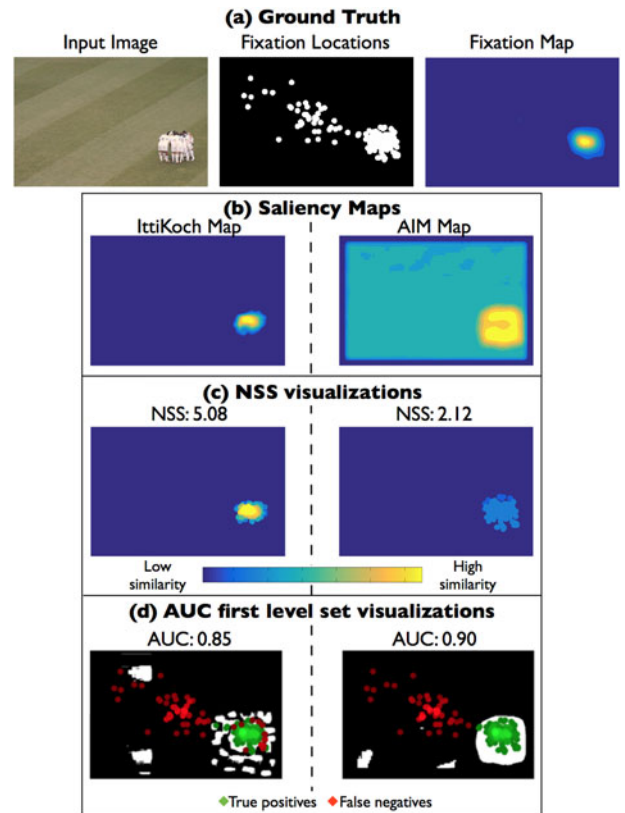 (a) Ground Truth
Input Image Fixation Locations Fixation Map
(b) Saliency Maps
IttiKoch Map AIM Map
(c) NSS visualizations
NSS: 5.08 NSS: 2.12
Low similarity High similarity
(d) AUC first level set visualizations
AUC: 0.85 AUC: 0.90
True positives False negatives